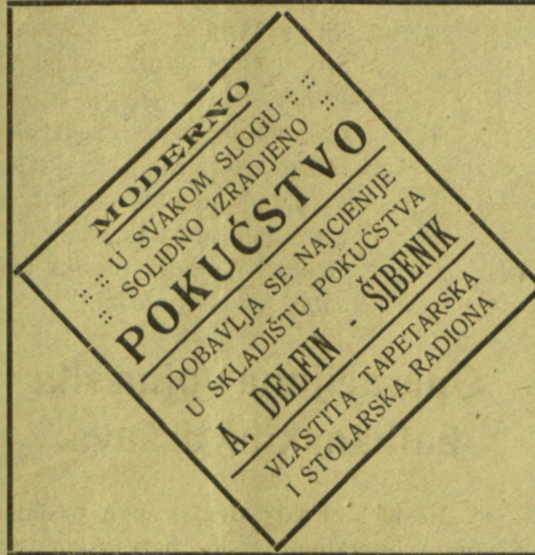 MODERNO
:: :: U SVAKOM SLOGU :: ::
:: SOLIDNO IZRADJENO ::
POKUĆSTVO
DOBAVLJA SE NAJCIENIJE
U SKLADIŠTU POKUĆSTVA
A. DELFIN - ŠIBENIK
VLASTITA TAPETARSKA
I STOLARSKA RADIONA